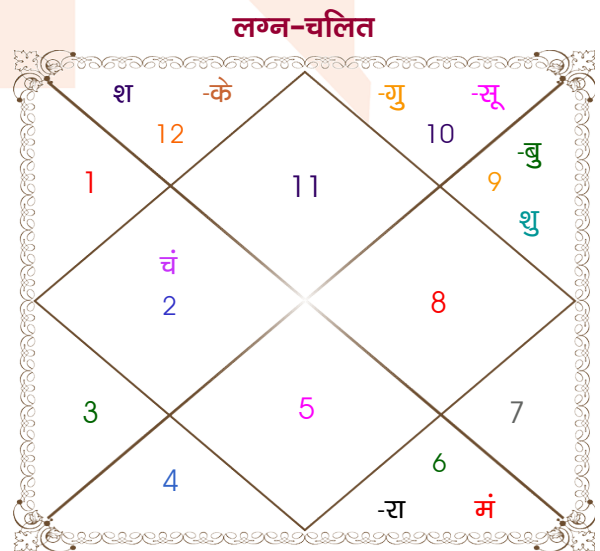 लग्न-चलित
श -के -गु -सू
12 10
-बु
1 11 9
शु
चं
2 8
3 5 7
4 6
-रा मं